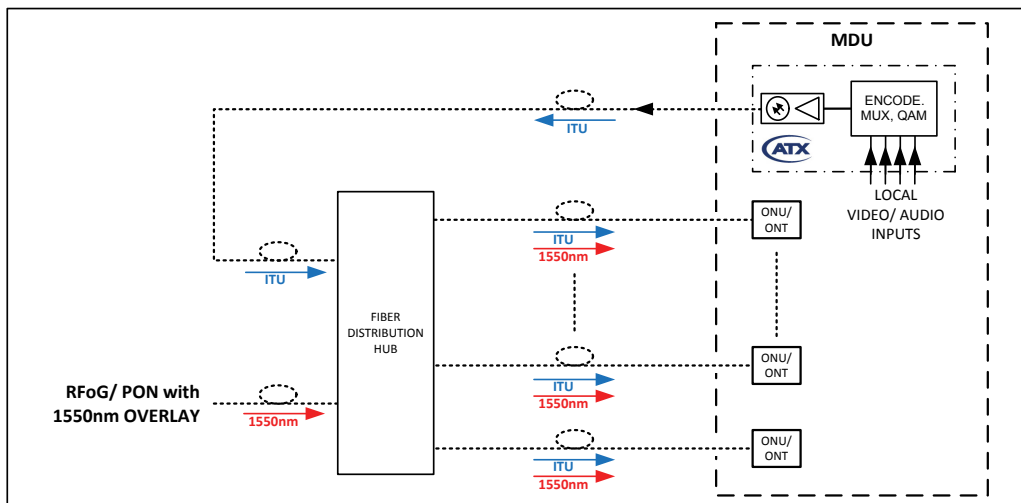 MDU
ENCODE.
MUX, QAM
ATX
LOCAL
VIDEO/ AUDIO
INPUTS
ITU
ITU
ITU
1550nm
ONU/
ONT
FIBER
DISTRIBUTION
HUB
RFoG/ PON with
1550nm OVERLAY
1550nm
ITU
1550nm
ONU/
ONT
ITU
1550nm
ONU/
ONT